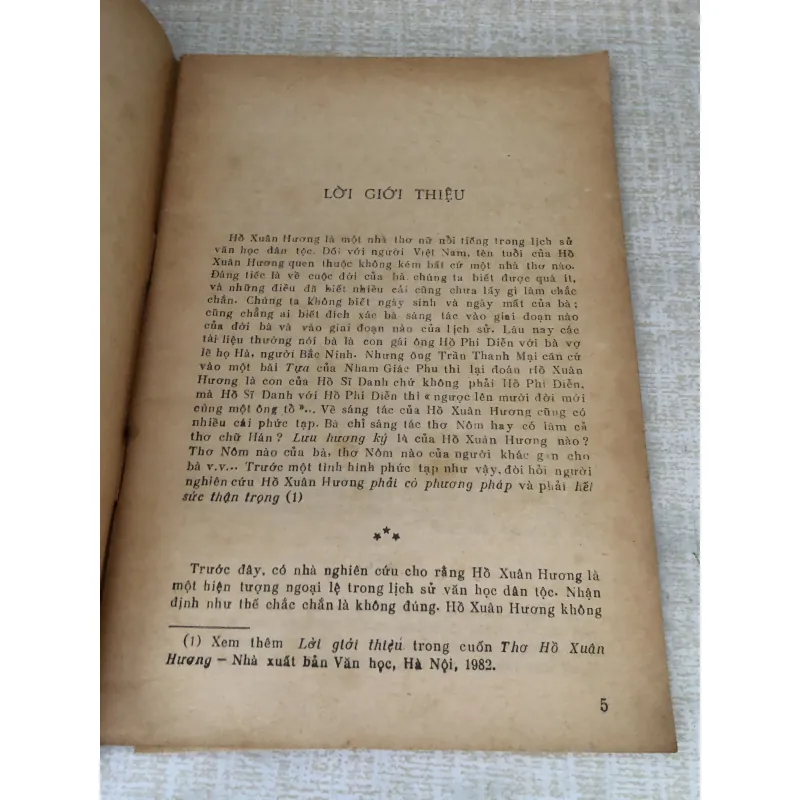 LỜI GIỚI THIỆU
Hồ Xuân Hương là một nhà thơ nữ nổi tiếng trong lịch sử
văn học dân tộc. Đối với người Việt Nam, tên tuổi của Hồ
Xuân Hương quen thuộc không kém bất cứ một nhà thơ nào.
Đáng tiếc là về cuộc đời của bà, chúng ta biết được quá ít,
và những điều đã biết nhiều cái cũng chưa lấy gì làm chắc
chắn. Chúng ta không biết ngày sinh và ngày mất của bà;
cũng chẳng ai biết đích xác bà sáng tác vào giai đoạn nào
của đời bà và vào giai đoạn nào của lịch sử. Lâu nay các
tài liệu thường nói bà là con gái ông Hồ Phi Diễn với bà vợ
lẽ họ Hà, người Bắc Ninh. Nhưng ông Trần Thanh Mại căn cứ
vào một bài Tựa của Nham Giác Phu thì lại đoán Hồ Xuân
Hương là con của Hồ Sĩ Danh chứ không phải Hồ Phi Diễn,
mà Hồ Sĩ Danh với Hồ Phi Diễn thì « ngược lên mười đời mới
cùng một ông tổ »... Về sáng tác của Hồ Xuân Hương cũng có
nhiều cái phức tạp. Bà chỉ sáng tác thơ Nôm hay có làm cả
thơ chữ Hán? Lưu hương ký là của Hồ Xuân Hương nào?
Thơ Nôm nào của bà, thơ Nôm nào của người khác gán cho
bà v.v... Trước một tình hình phức tạp như vậy, đòi hỏi người
nghiên cứu Hồ Xuân Hương phải có phương pháp và phải hết
sức thận trọng (1)
***
Trước đây, có nhà nghiên cứu cho rằng Hồ Xuân Hương là
một hiện tượng ngoại lệ trong lịch sử văn học dân tộc. Nhận
định như thế chắc chắn là không đúng. Hồ Xuân Hương không
(1) Xem thêm Lời giới thiệu trong cuốn Thơ Hồ Xuân
Hương — Nhà xuất bản Văn học, Hà Nội, 1982.
5